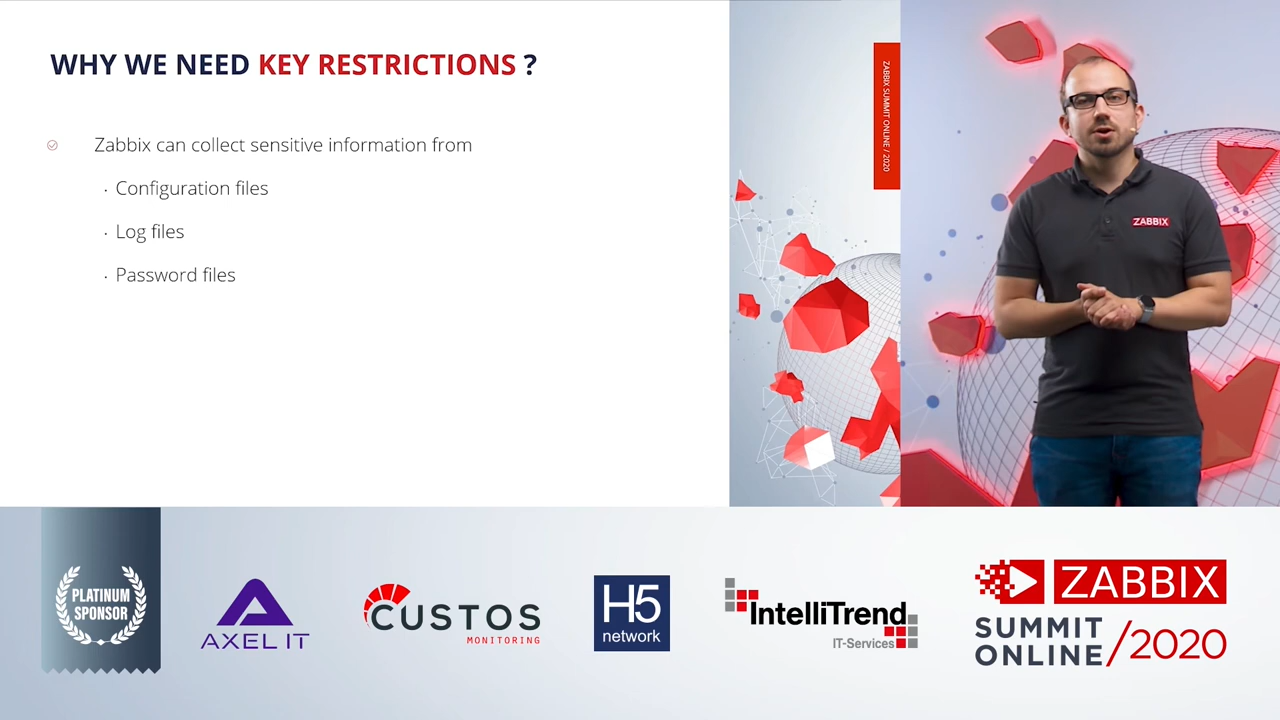 WHY WE NEED KEY RESTRICTIONS ?
Zabbix can collect sensitive information from
· Configuration files
· Log files
· Password files
ZABBIX SUMMIT ONLINE / 2020
ZABBIX
PLATINUM
SPONSOR
AXEL IT
CUSTOS
MONITORING
H5
network
IntelliTrend
IT-Services
ZABBIX
SUMMIT
ONLINE/2020